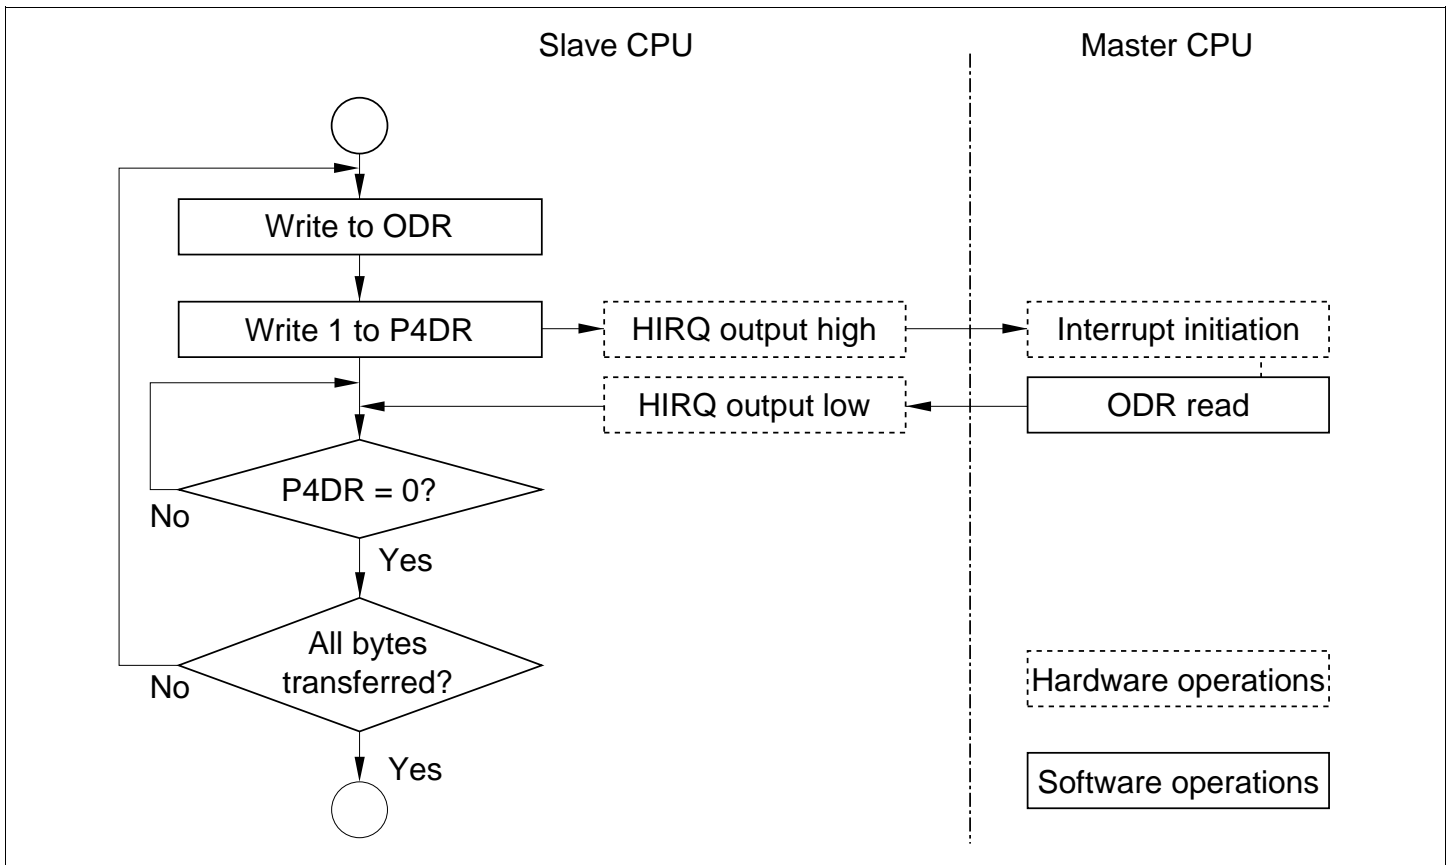 Slave CPU
Master CPU
Write to ODR
Write 1 to P4DR
HIRQ output high
Interrupt initiation
HIRQ output low
ODR read
P4DR = 0?
No
Yes
All bytes
transferred?
No
Yes
Hardware operations
Software operations